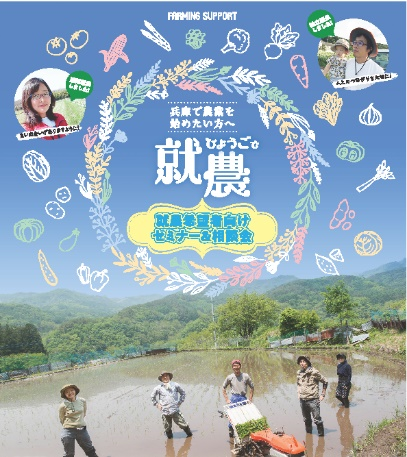 FARMING SUPPORT
兵庫で農業を
始めたい方へ
ひょうごで
就農
就農希望者向け
セミナー&相談会